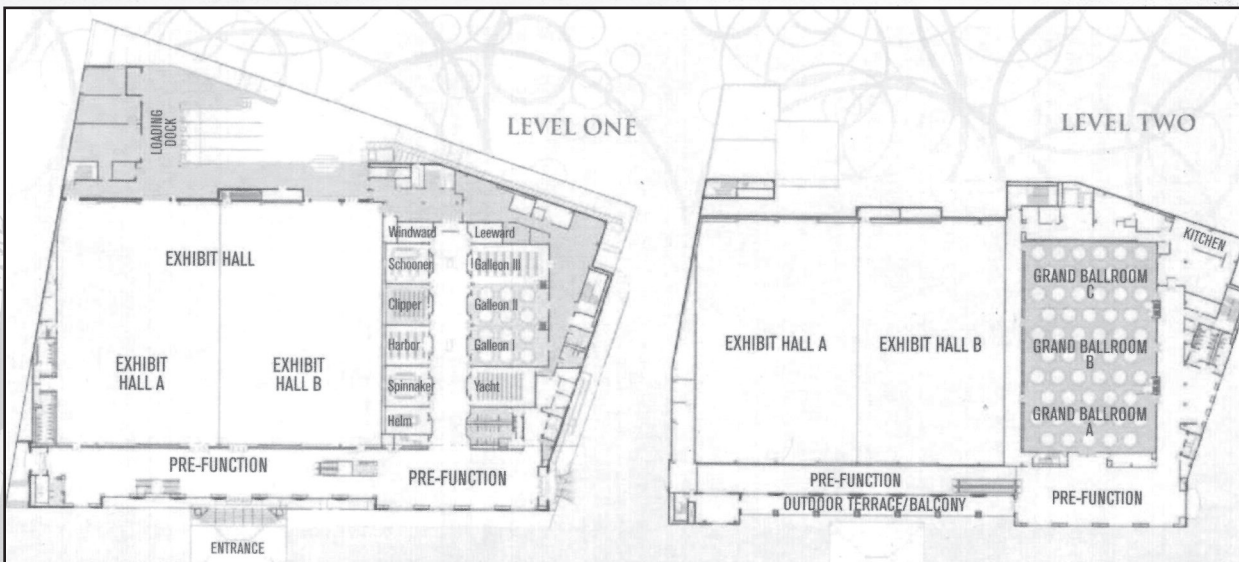 LEVEL ONE
LOADING
DOCK
EXHIBIT HALL
EXHIBIT
HALL A
EXHIBIT
HALL B
Windward
Schooner
Clipper
Harbor
Spinnaker
Helm
Leeward
Galleon III
Galleon II
Galleon I
Yacht
PRE-FUNCTION
PRE-FUNCTION
ENTRANCE
LEVEL TWO
KITCHEN
GRAND BALLROOM
C
GRAND BALLROOM
B
GRAND BALLROOM
A
EXHIBIT HALL A
EXHIBIT HALL B
PRE-FUNCTION
OUTDOOR TERRACE/BALCONY
PRE-FUNCTION